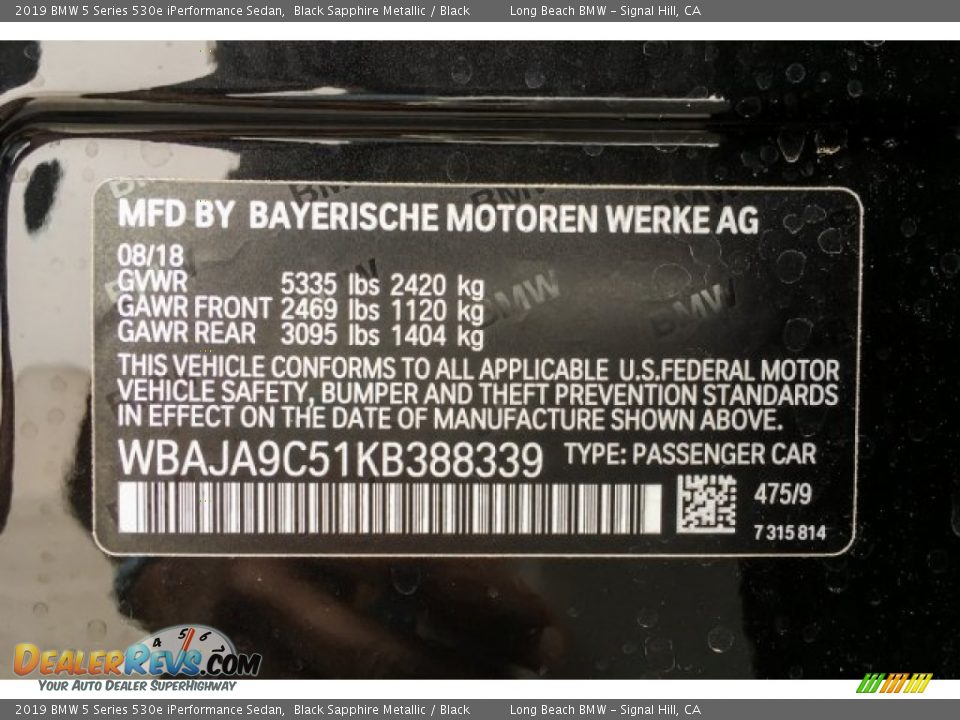 2019 BMW 5 Series 530e iPerformance Sedan, Black Sapphire Metallic / Black Long Beach BMW - Signal Hill, CA
MFD BY BAYERISCHE MOTOREN WERKE AG
08/18
GVWR 5335 lbs 2420 kg
GAWR FRONT 2469 lbs 1120 kg
GAWR REAR 3095 lbs 1404 kg
THIS VEHICLE CONFORMS TO ALL APPLICABLE U.S.FEDERAL MOTOR
VEHICLE SAFETY, BUMPER AND THEFT PREVENTION STANDARDS
IN EFFECT ON THE DATE OF MANUFACTURE SHOWN ABOVE.
WBAJA9C51KB388339 TYPE: PASSENGER CAR
475/9
7 315 814
4 5 6
DEALERREVS.COM
YOUR AUTO DEALER SUPERHIGHWAY
2019 BMW 5 Series 530e iPerformance Sedan, Black Sapphire Metallic / Black Long Beach BMW - Signal Hill, CA